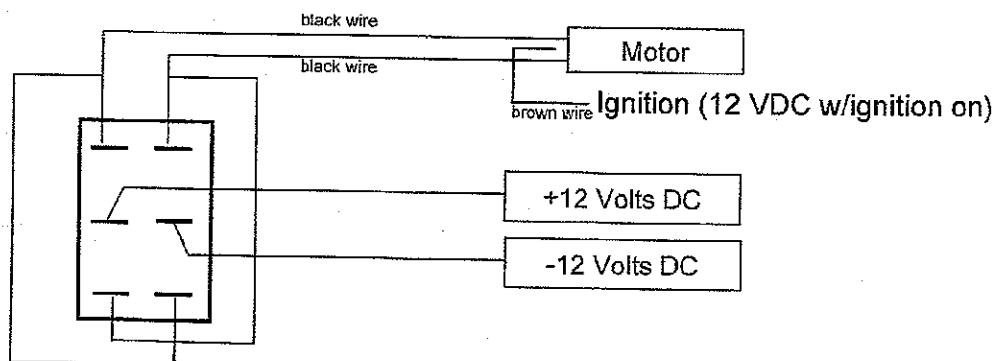 black wire
Motor
black wire
brown wire Ignition (12 VDC w/ignition on)
+12 Volts DC
-12 Volts DC